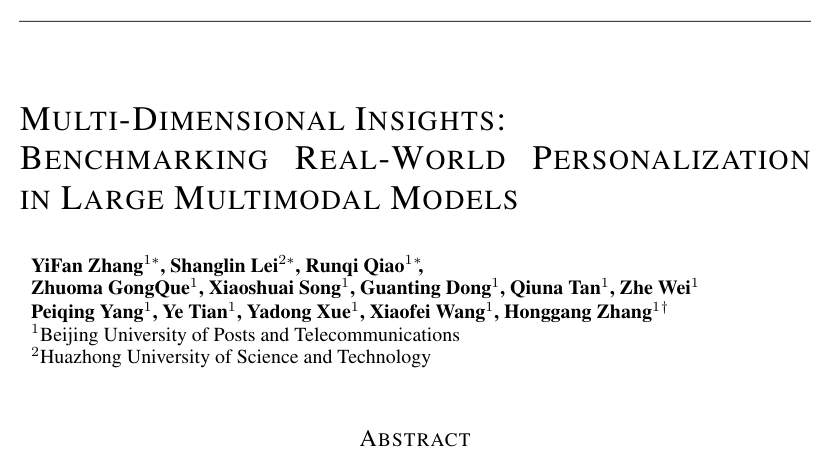 MULTI-DIMENSIONAL INSIGHTS:
BENCHMARKING REAL-WORLD PERSONALIZATION
IN LARGE MULTIMODAL MODELS
YiFan Zhang¹*, Shanglin Lei²*, Runqi Qiao¹*,
Zhuoma GongQue¹, Xiaoshuai Song¹, Guanting Dong¹, Qiuna Tan¹, Zhe Wei¹
Peiqing Yang¹, Ye Tian¹, Yadong Xue¹, Xiaofei Wang¹, Honggang Zhang¹†
¹Beijing University of Posts and Telecommunications
²Huazhong University of Science and Technology
ABSTRACT